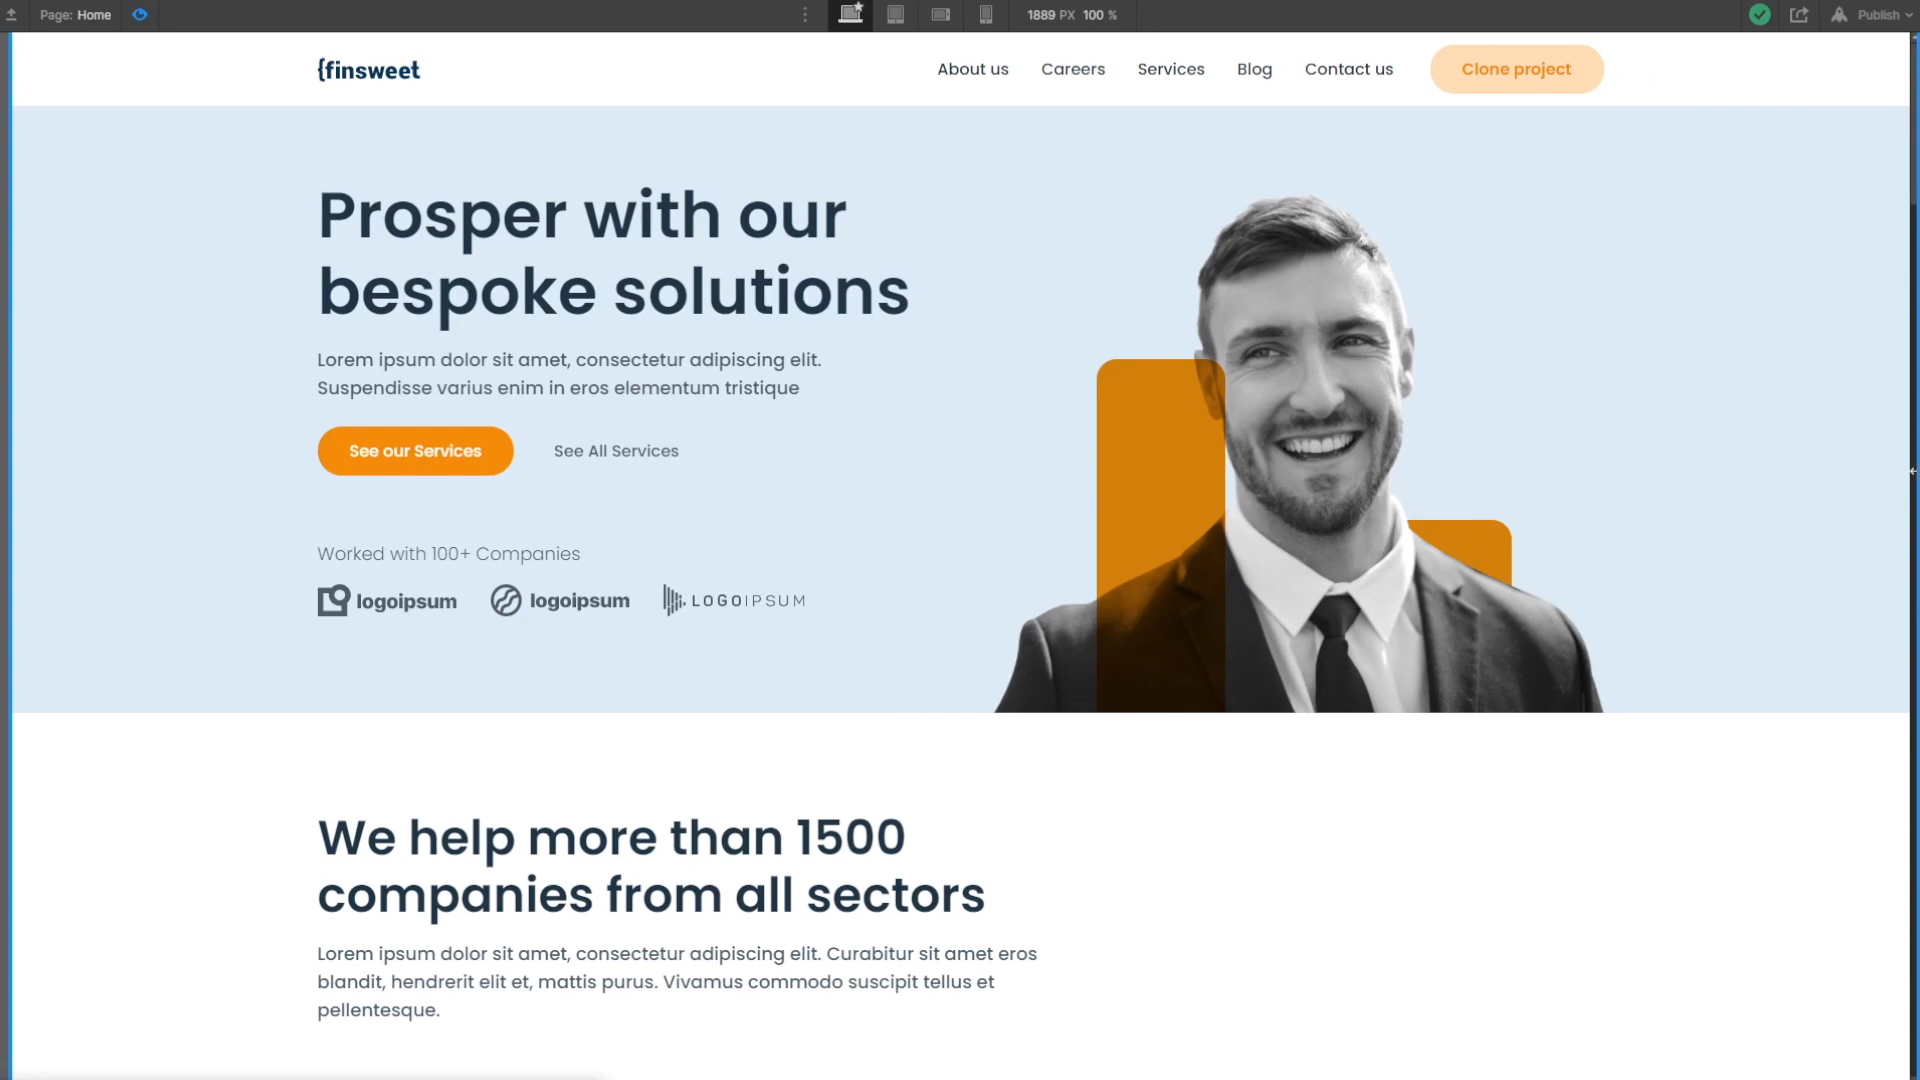 Page: Home
1889 PX 100 %
Publish
{finsweet
About us Careers Services Blog Contact us Clone project
Prosper with our
bespoke solutions
Lorem ipsum dolor sit amet, consectetur adipiscing elit.
Suspendisse varius enim in eros elementum tristique
See our Services See All Services
Worked with 100+ Companies
logoipsum logoipsum LOGOIPSUM
We help more than 1500
companies from all sectors
Lorem ipsum dolor sit amet, consectetur adipiscing elit. Curabitur sit amet eros
blandit, hendrerit elit et, mattis purus. Vivamus commodo suscipit tellus et
pellentesque.